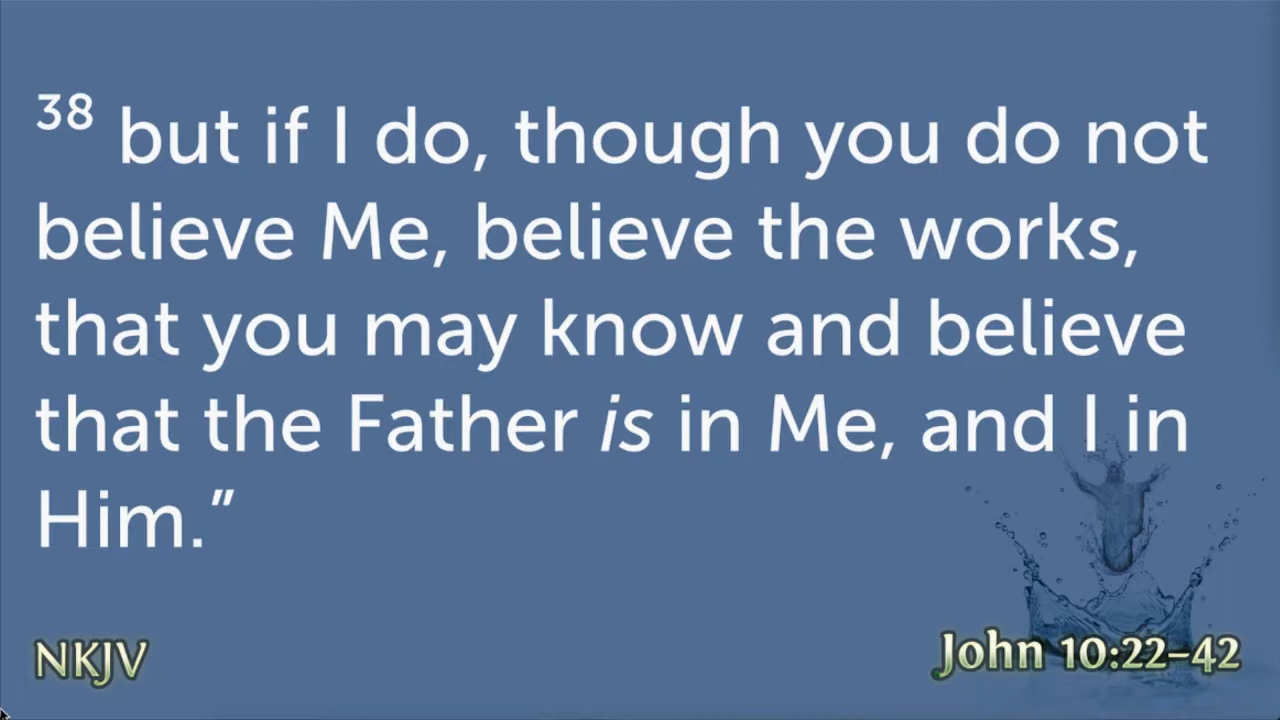 38 but if I do, though you do not
believe Me, believe the works,
that you may know and believe
that the Father is in Me, and I in
Him.”
NKJV
John 10:22–42